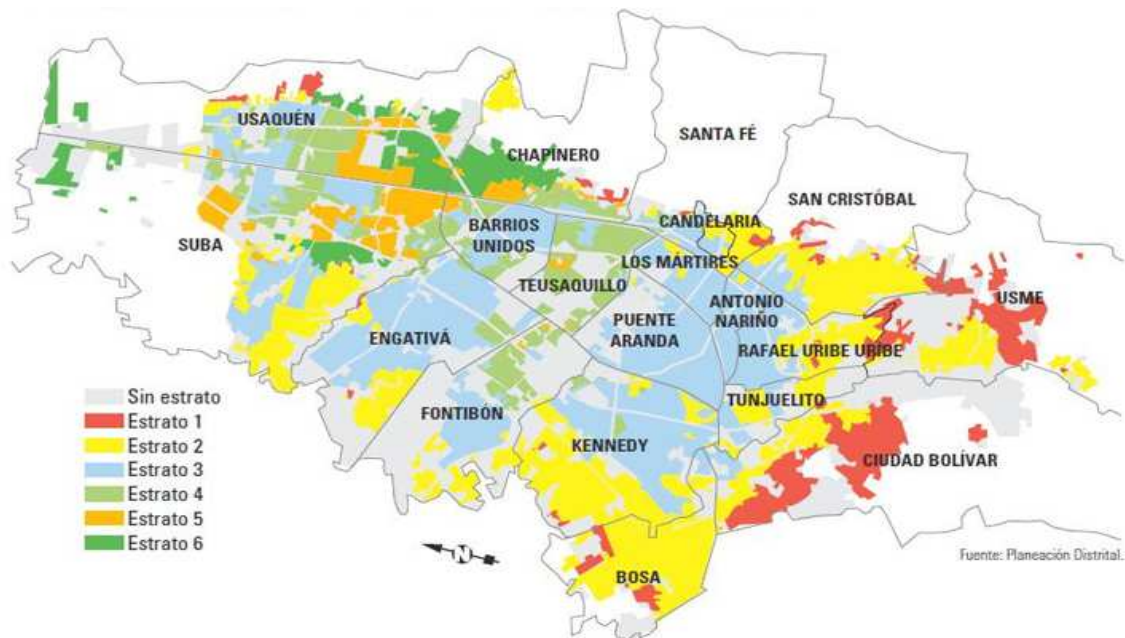 USAQUÉN
CHAPINERO
SANTA FÉ
SAN CRISTÓBAL
SUBA
BARRIOS
UNIDOS
CANDELARIA
LOS MÁRTIRES
TEUSAQUILLO
ANTONIO
NARIÑO
USME
ENGATIVÁ
PUENTE
ARANDA
RAFAEL URIBE URIBE
TUNJUELITO
FONTIBÓN
KENNEDY
CIUDAD BOLÍVAR
BOSA
Sin estrato
Estrato 1
Estrato 2
Estrato 3
Estrato 4
Estrato 5
Estrato 6
N
Fuente: Planeación Distrital.